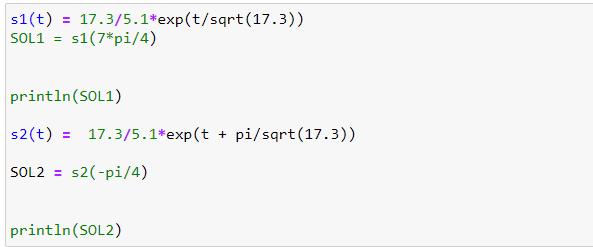 s1(t) = 17.3/5.1*exp(t/sqrt(17.3))
SOL1 = s1(7*pi/4)
println(SOL1)
s2(t) =  17.3/5.1*exp(t + pi/sqrt(17.3))
SOL2 = s2(-pi/4)
println(SOL2)